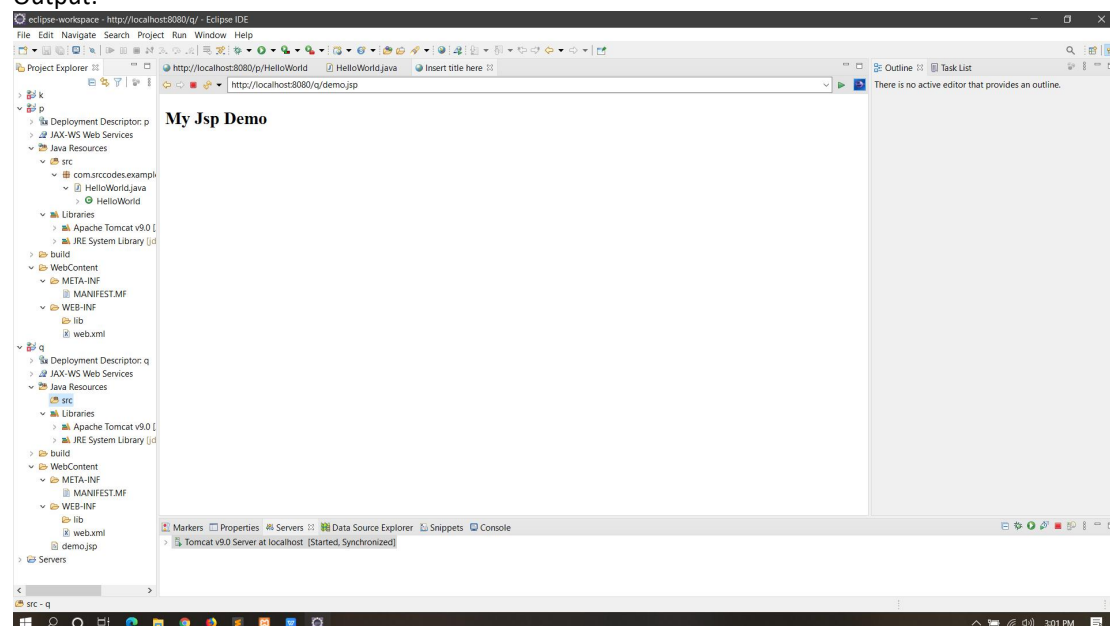 Output:
eclipse-workspace - http://localhost:8080/q/ - Eclipse IDE
File Edit Navigate Search Project Run Window Help
Project Explorer
http://localhost:8080/p/HelloWorld
HelloWorld.java
Insert title here
Outline
Task List
http://localhost:8080/q/demo.jsp
There is no active editor that provides an outline.
My Jsp Demo
k
p
Deployment Descriptor: p
JAX-WS Web Services
Java Resources
src
com.srccodes.exampl
HelloWorld.java
HelloWorld
Libraries
Apache Tomcat v9.0 [
JRE System Library [jd
build
WebContent
META-INF
MANIFEST.MF
WEB-INF
lib
web.xml
q
Deployment Descriptor: q
JAX-WS Web Services
Java Resources
src
Libraries
Apache Tomcat v9.0 [
JRE System Library [jd
build
WebContent
META-INF
MANIFEST.MF
WEB-INF
lib
web.xml
demo.jsp
Servers
Markers
Properties
Servers
Data Source Explorer
Snippets
Console
Tomcat v9.0 Server at localhost [Started, Synchronized]
src - q
3:01 PM